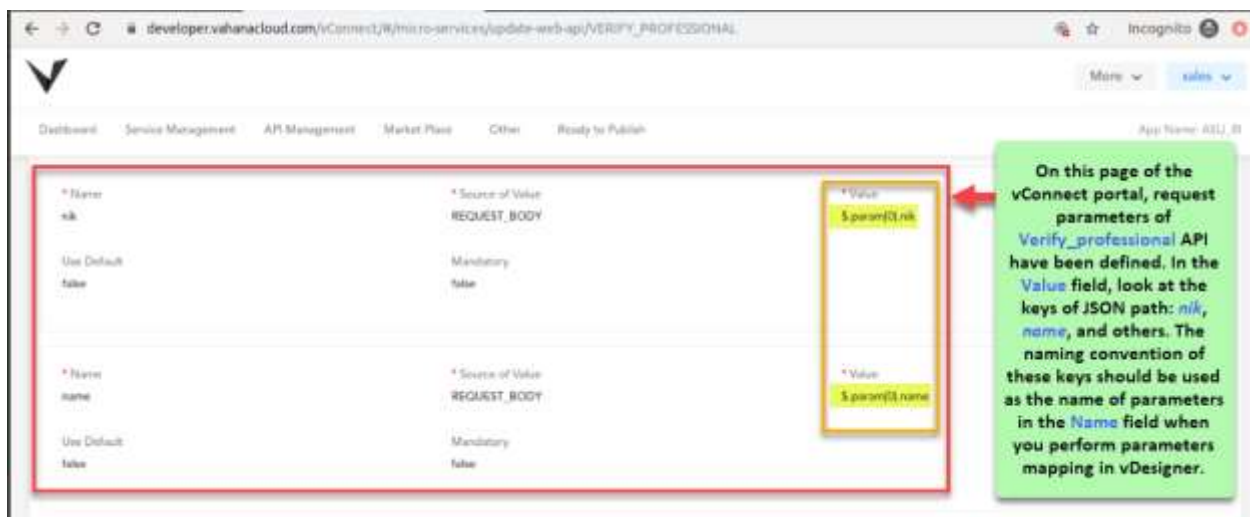 developer.vahanacloud.com/vConnect/#/micro-services/update-web-api/VERIFY_PROFESSIONAL
Incognito
More
sales
Dashboard Service Management API Management Market Place Other Ready to Publish
App Name:
* Name * Source of Value * Value
nik REQUEST_BODY $.param[0].nik
Use Default Mandatory
false false
* Name * Source of Value * Value
name REQUEST_BODY $.param[0].name
Use Default Mandatory
false false
On this page of the
vConnect portal, request
parameters of
Verify_professional API
have been defined. In the
Value field, look at the
keys of JSON path: nik,
name, and others. The
naming convention of
these keys should be used
as the name of parameters
in the Name field when
you perform parameters
mapping in vDesigner.